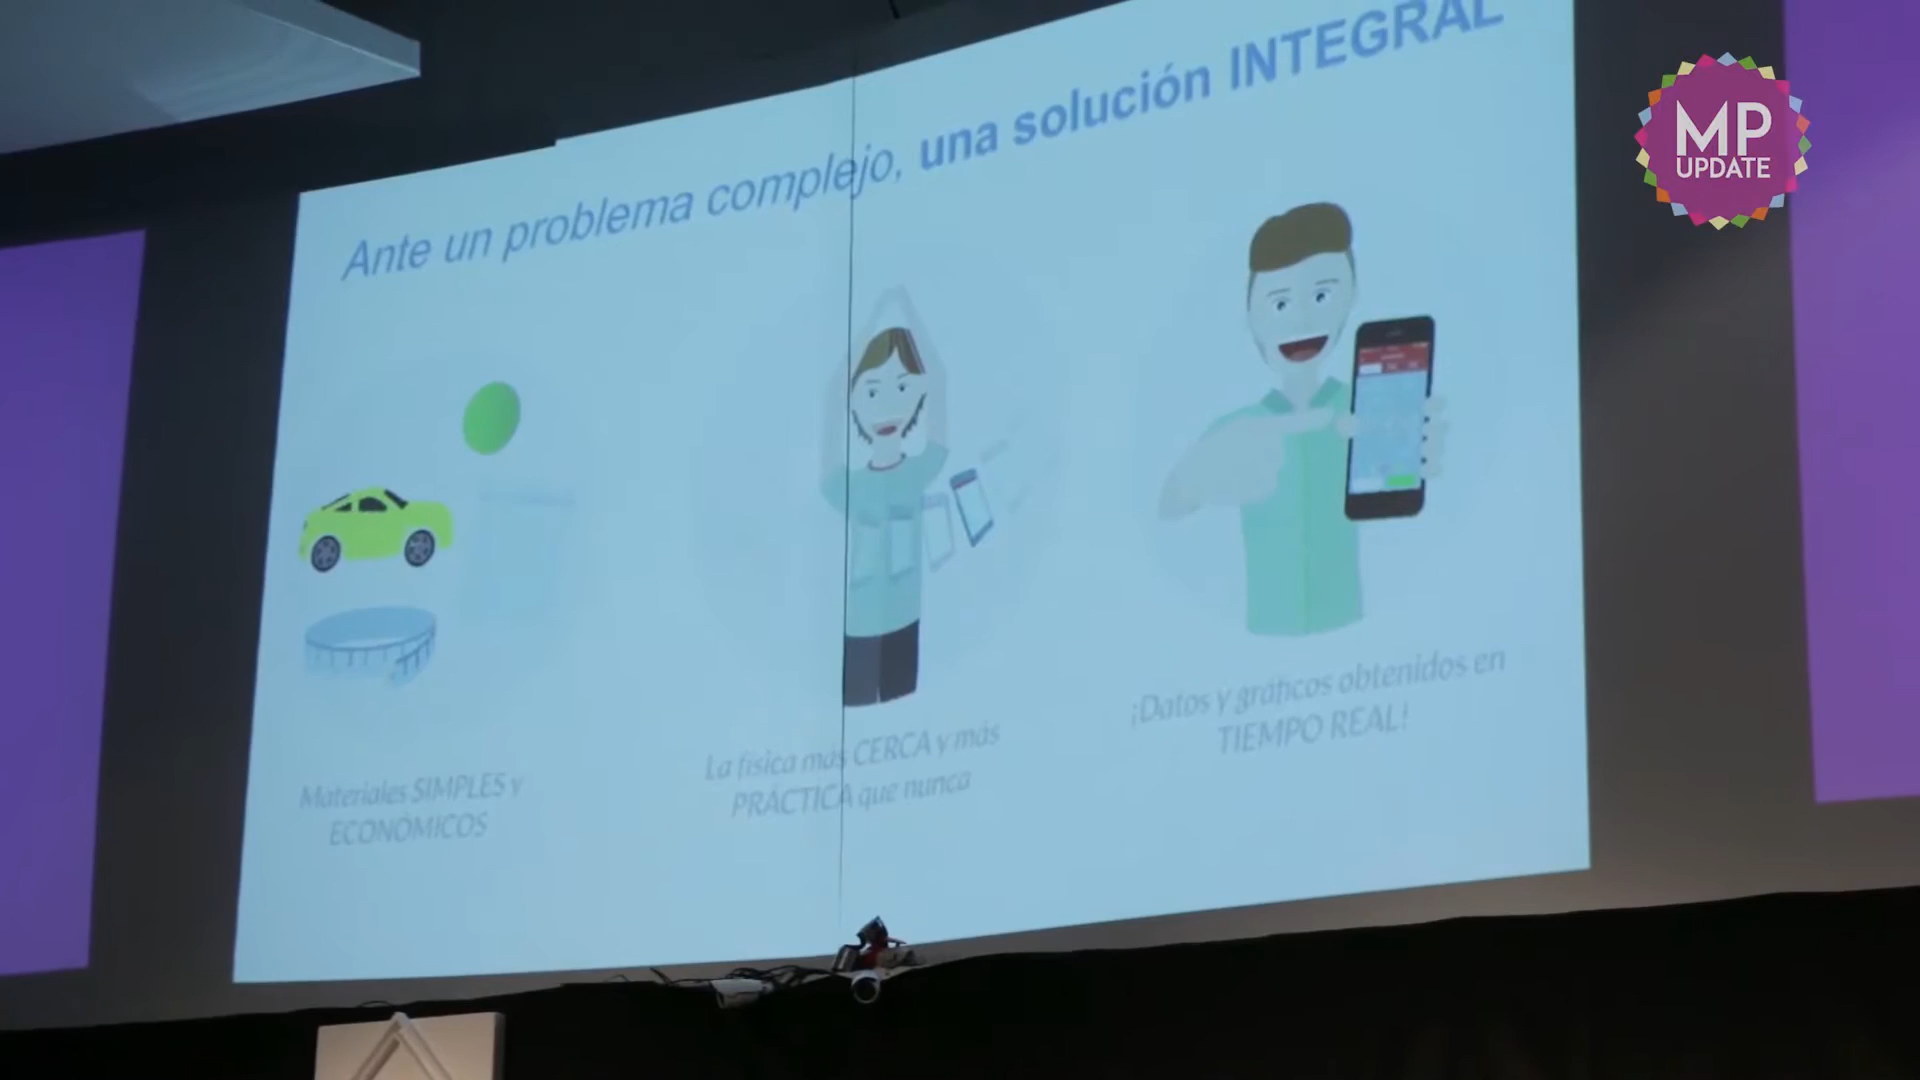 Ante un problema complejo, una solución INTEGRAL
MP
UPDATE
Materiales SIMPLES y
ECONÓMICOS
La física más CERCA y más
PRÁCTICA que nunca
¡Datos y gráficos obtenidos en
TIEMPO REAL!